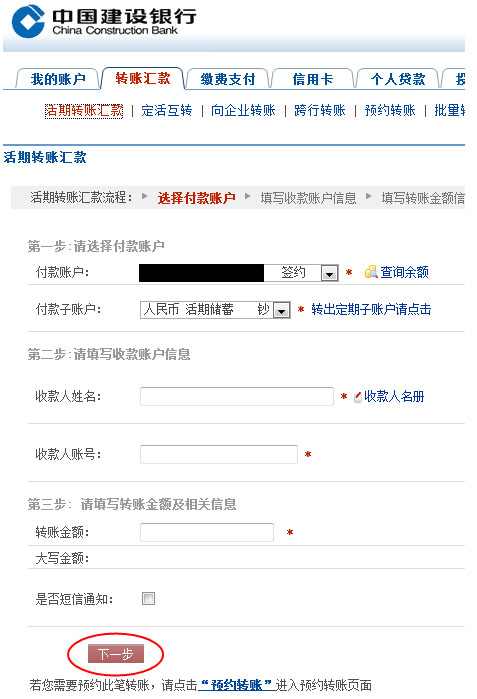 中国建设银行
China Construction Bank
我的账户 转账汇款 缴费支付 信用卡 个人贷款
活期转账汇款 | 定活互转 | 向企业转账 | 跨行转账 | 预约转账 | 批量
活期转账汇款
活期转账汇款流程： 选择付款账户 填写收款账户信息 填写转账金额信
第一步:请选择付款账户
付款账户： 签约 * 查询余额
付款子账户： 人民币 活期储蓄 钞 * 转出定期子账户请点击
第二步:请填写收款账户信息
收款人姓名： * 收款人名册
收款人账号： *
第三步: 请填写转账金额及相关信息
转账金额： *
大写金额：
是否短信通知：
下一步
若您需要预约此笔转账，请点击“预约转账”进入预约转账页面